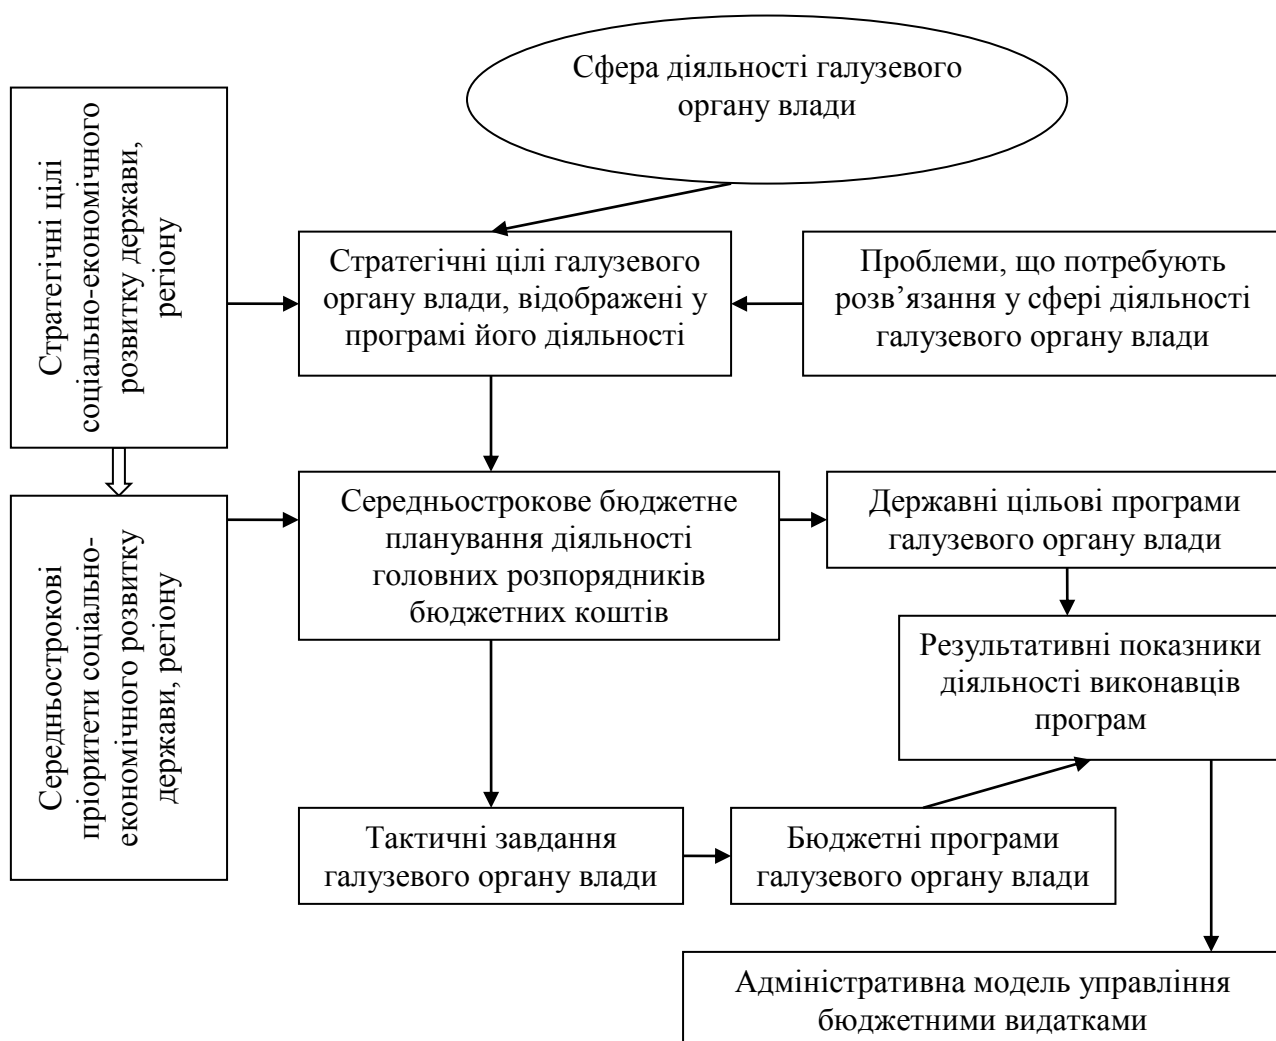 Сфера діяльності галузевого
органу влади
Стратегічні цілі
соціально-економічного
розвитку держави,
регіону
Стратегічні цілі галузевого
органу влади, відображені у
програмі його діяльності
Проблеми, що потребують
розв’язання у сфері діяльності
галузевого органу влади
Середньострокові
пріоритети соціально-
економічного розвитку
держави, регіону
Середньострокове бюджетне
планування діяльності
головних розпорядників
бюджетних коштів
Державні цільові програми
галузевого органу влади
Результативні показники
діяльності виконавців
програм
Тактичні завдання
галузевого органу влади
Бюджетні програми
галузевого органу влади
Адміністративна модель управління
бюджетними видатками